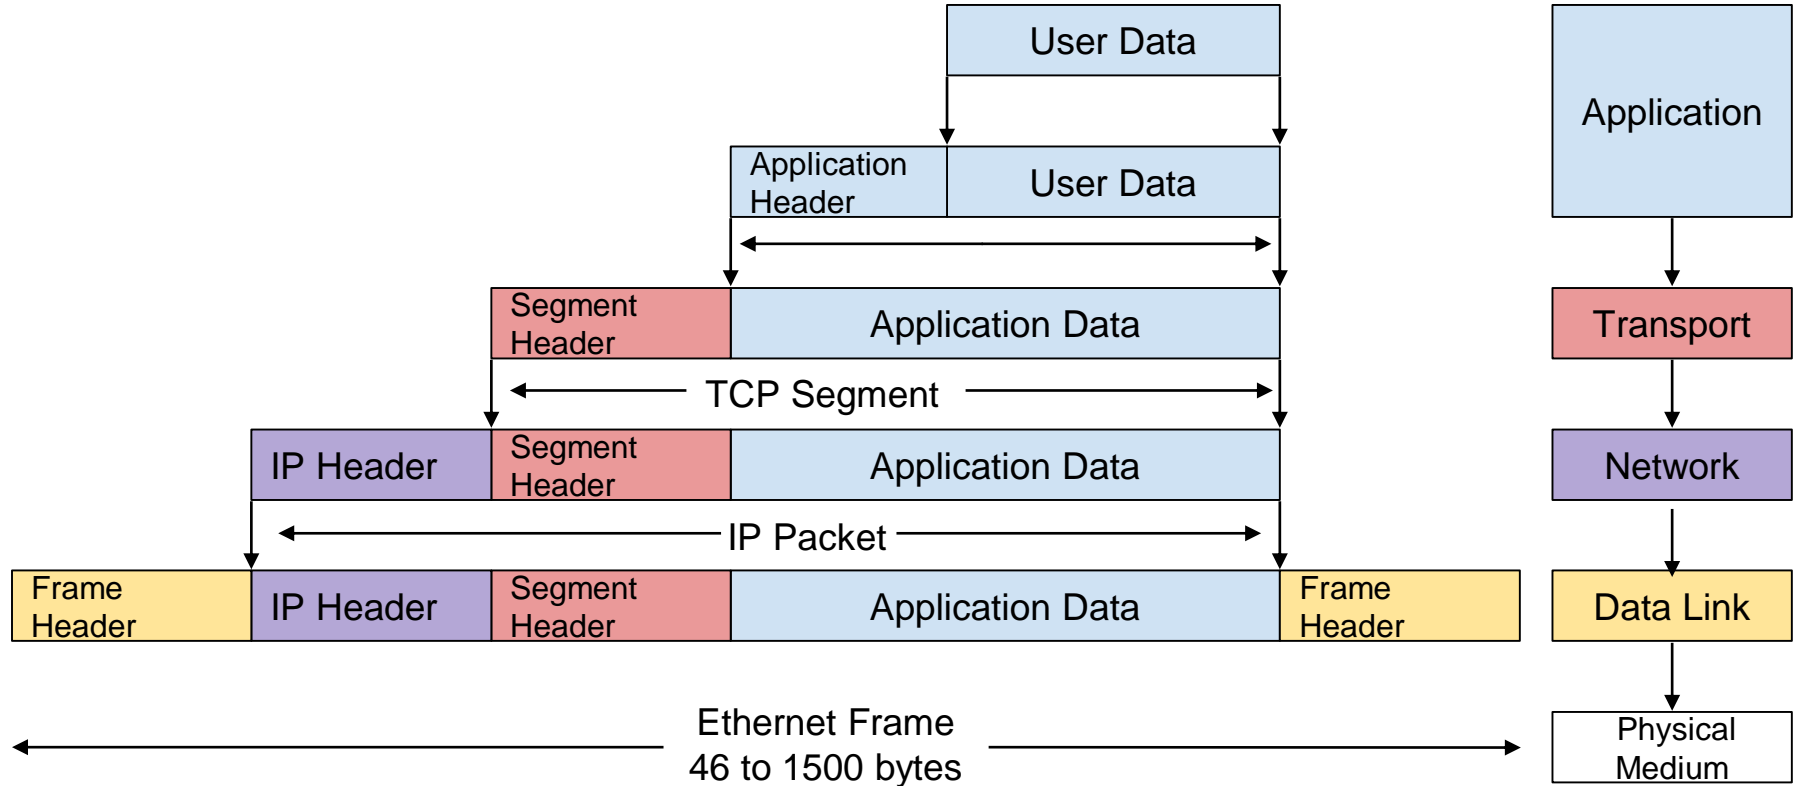 User Data
Application
Application
Header
User Data
Segment
Header
Application Data
Transport
TCP Segment
IP Header
Segment
Header
Application Data
Network
IP Packet
Frame
Header
IP Header
Segment
Header
Application Data
Frame
Header
Data Link
Ethernet Frame
46 to 1500 bytes
Physical
Medium